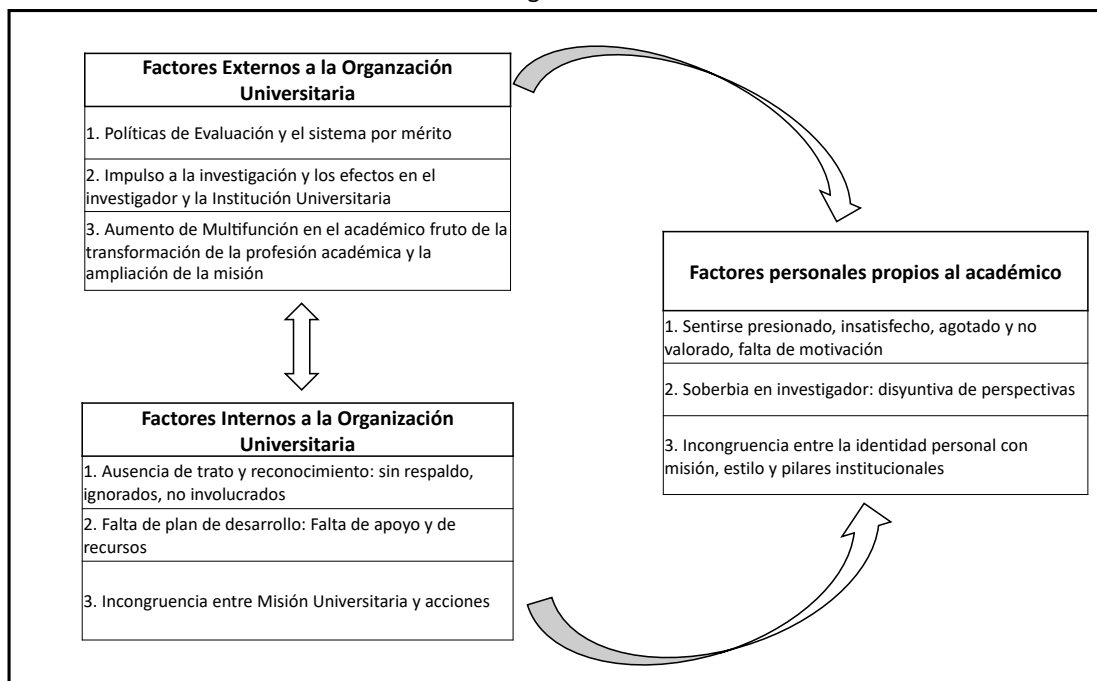 Factores Externos a la Organzación
Universitaria
1. Políticas de Evaluación y el sistema por mérito
2. Impulso a la investigación y los efectos en el
investigador y la Institución Universitaria
3. Aumento de Multifunción en el académico fruto de la
transformación de la profesión académica y la
ampliación de la misión
Factores Internos a la Organización
Universitaria
1. Ausencia de trato y reconocimiento: sin respaldo,
ignorados, no involucrados
2. Falta de plan de desarrollo: Falta de apoyo y de
recursos
3. Incongruencia entre Misión Universitaria y acciones
Factores personales propios al académico
1. Sentirse presionado, insatisfecho, agotado y no
valorado, falta de motivación
2. Soberbia en investigador: disyuntiva de perspectivas
3. Incongruencia entre la identidad personal con
misión, estilo y pilares institucionales